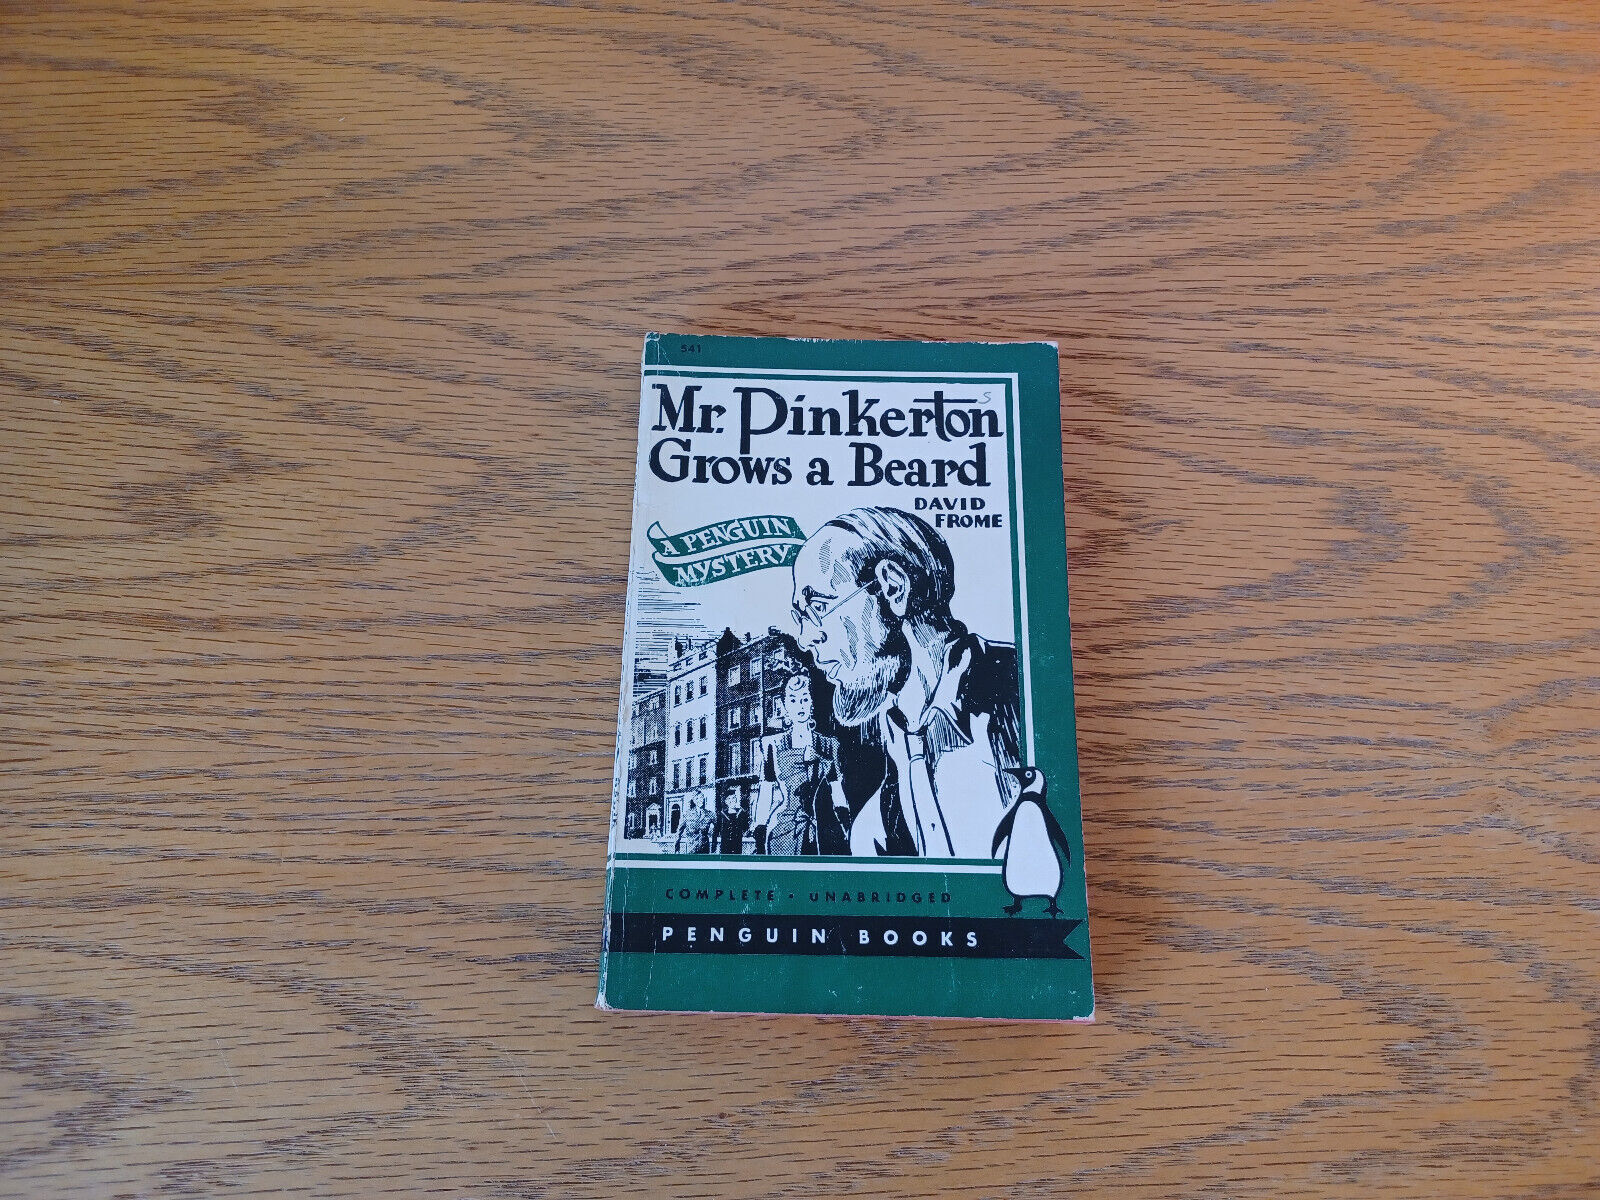 541
Mr. Pinkerton
Grows a Beard
DAVID
FROME
A PENGUIN
MYSTERY
COMPLETE • UNABRIDGED
PENGUIN BOOKS